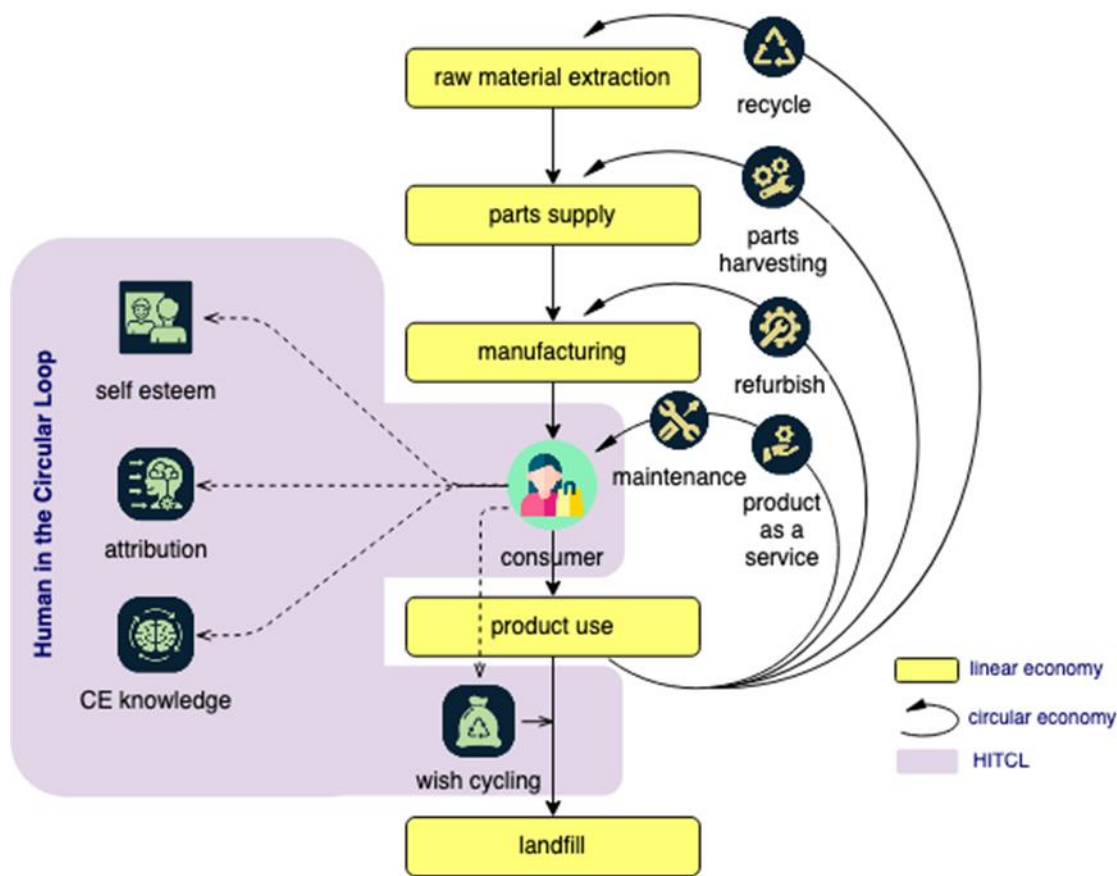 raw material extraction
recycle
parts supply
parts
harvesting
manufacturing
refurbish
Human in the Circular Loop
self esteem
attribution
CE knowledge
maintenance
product
as a
service
consumer
product use
wish cycling
landfill
linear economy
circular economy
HITCL